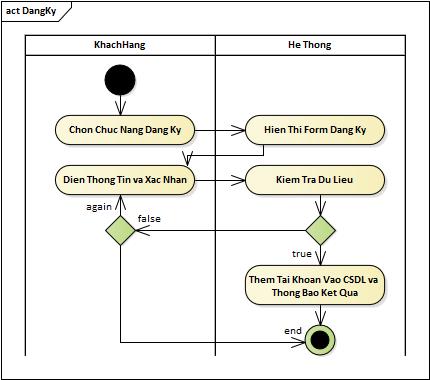 act DangKy
KhachHang
He Thong
Chon Chuc Nang Dang Ky
Hien Thi Form Dang Ky
Dien Thong Tin va Xac Nhan
Kiem Tra Du Lieu
again
false
true
Them Tai Khoan Vao CSDL va
Thong Bao Ket Qua
end